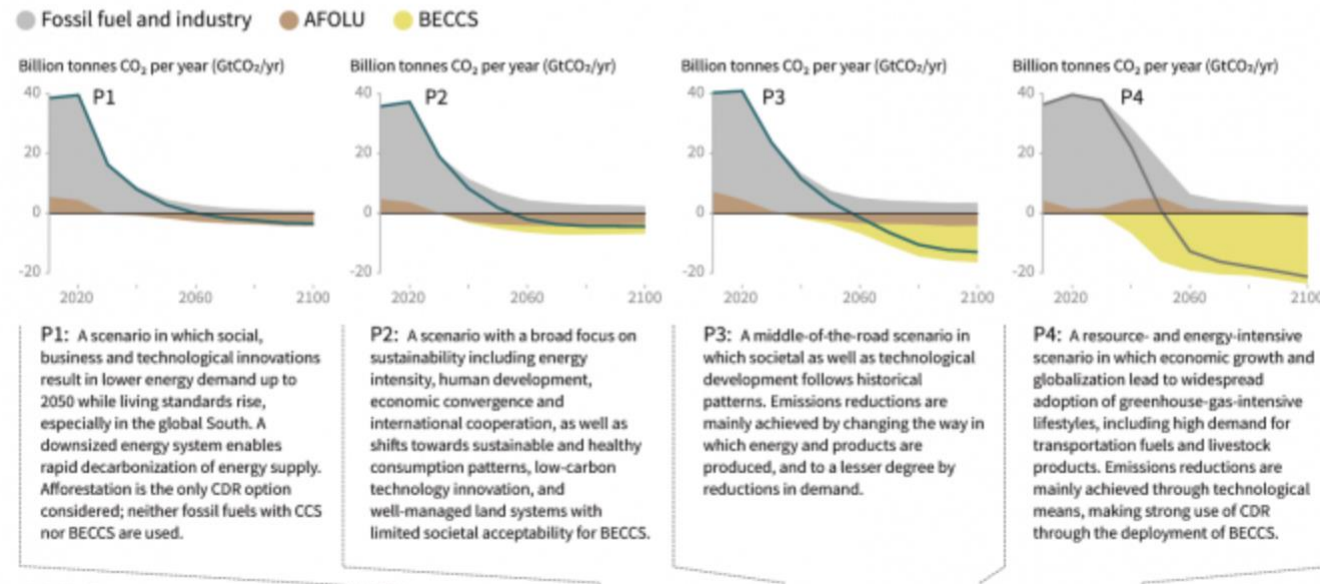 Fossil fuel and industry AFOLU BECCS
Billion tonnes CO₂ per year (GtCO₂/yr)
40
20
0
-20
P1
2020 2060 2100
Billion tonnes CO₂ per year (GtCO₂/yr)
40
20
0
-20
P2
2020 2060 2100
Billion tonnes CO₂ per year (GtCO₂/yr)
40
20
0
-20
P3
2020 2060 2100
Billion tonnes CO₂ per year (GtCO₂/yr)
40
20
0
-20
P4
2020 2060 2100
P1: A scenario in which social,
business and technological innovations
result in lower energy demand up to
2050 while living standards rise,
especially in the global South. A
downsized energy system enables
rapid decarbonization of energy supply.
Afforestation is the only CDR option
considered; neither fossil fuels with CCS
nor BECCS are used.
P2: A scenario with a broad focus on
sustainability including energy
intensity, human development,
economic convergence and
international cooperation, as well as
shifts towards sustainable and healthy
consumption patterns, low-carbon
technology innovation, and
well-managed land systems with
limited societal acceptability for BECCS.
P3: A middle-of-the-road scenario in
which societal as well as technological
development follows historical
patterns. Emissions reductions are
mainly achieved by changing the way in
which energy and products are
produced, and to a lesser degree by
reductions in demand.
P4: A resource- and energy-intensive
scenario in which economic growth and
globalization lead to widespread
adoption of greenhouse-gas-intensive
lifestyles, including high demand for
transportation fuels and livestock
products. Emissions reductions are
mainly achieved through technological
means, making strong use of CDR
through the deployment of BECCS.